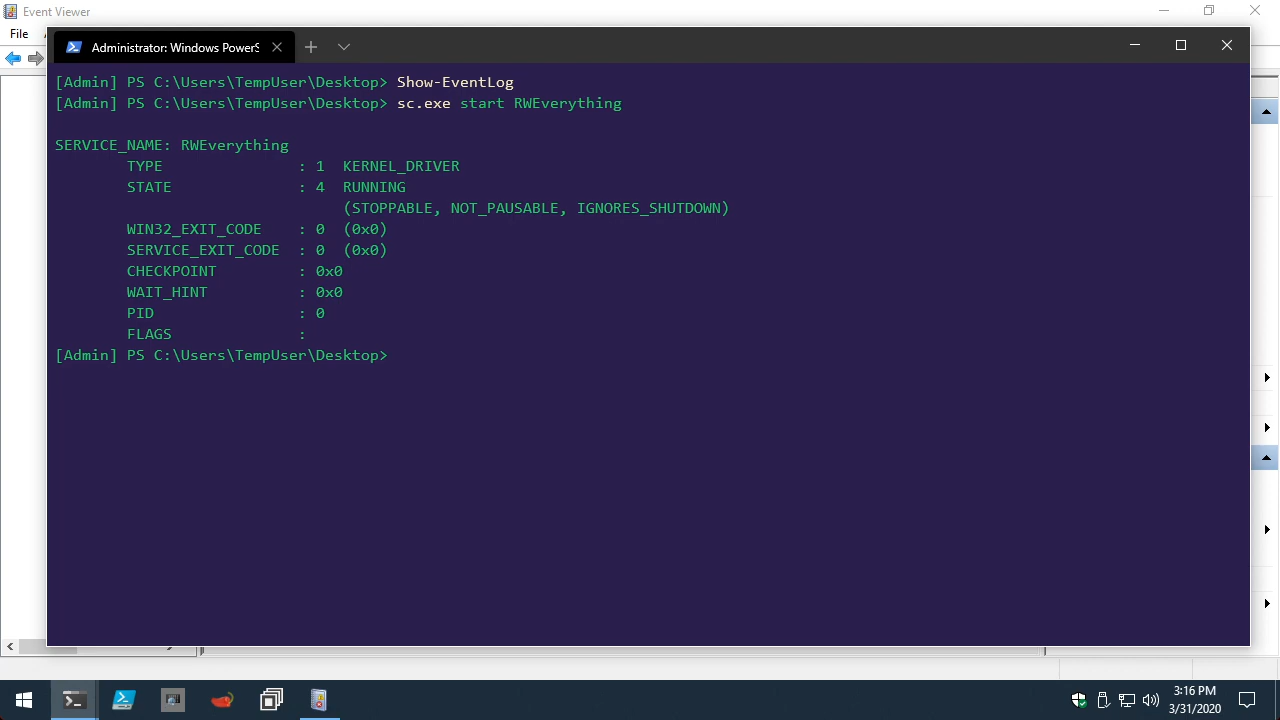 Event Viewer
File
Administrator: Windows PowerS
[Admin] PS C:\Users\TempUser\Desktop> Show-EventLog
[Admin] PS C:\Users\TempUser\Desktop> sc.exe start RWEverything
SERVICE_NAME: RWEverything
TYPE : 1 KERNEL_DRIVER
STATE : 4 RUNNING
(STOPPABLE, NOT_PAUSABLE, IGNORES_SHUTDOWN)
WIN32_EXIT_CODE : 0 (0x0)
SERVICE_EXIT_CODE : 0 (0x0)
CHECKPOINT : 0x0
WAIT_HINT : 0x0
PID : 0
FLAGS :
[Admin] PS C:\Users\TempUser\Desktop>
3:16 PM
3/31/2020